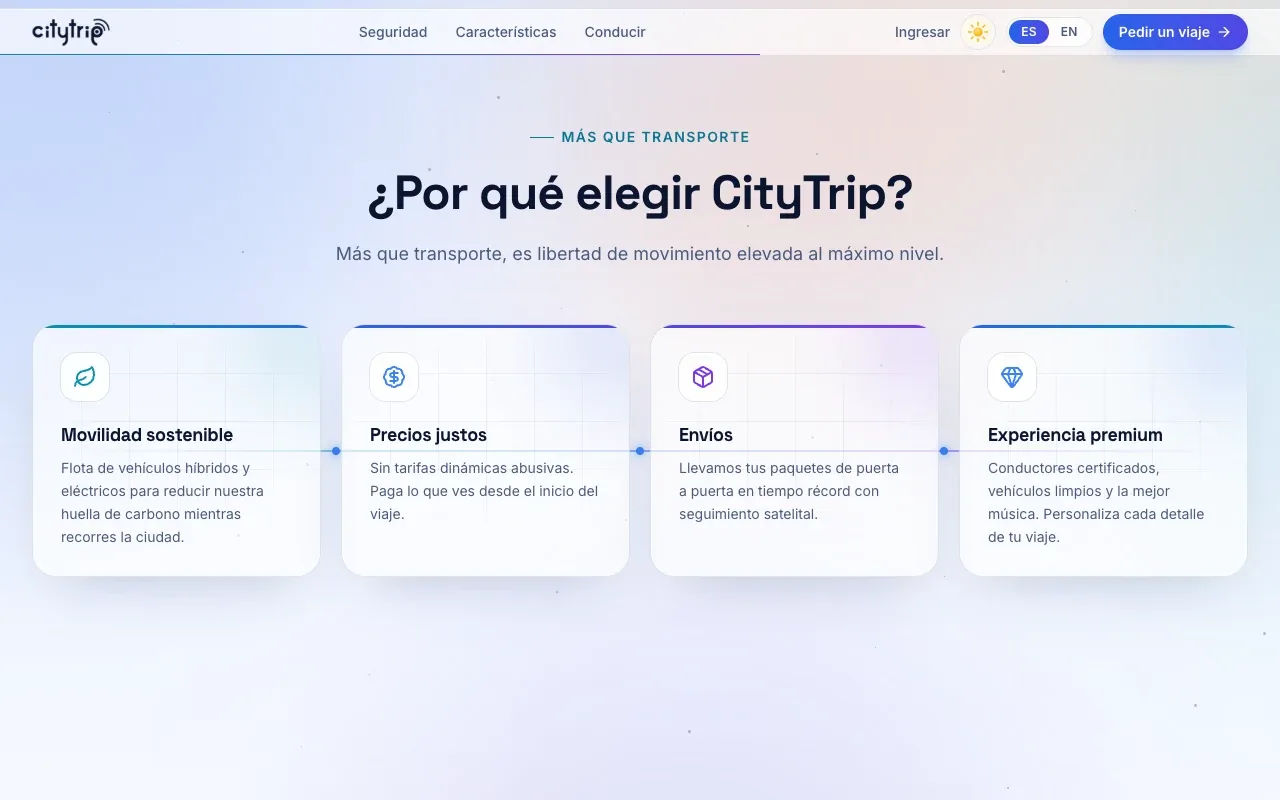 citytrip
Seguridad
Características
Conducir
Ingresar
ES
EN
Pedir un viaje →
MÁS QUE TRANSPORTE
¿Por qué elegir CityTrip?
Más que transporte, es libertad de movimiento elevada al máximo nivel.
Movilidad sostenible
Flota de vehículos híbridos y
eléctricos para reducir nuestra
huella de carbono mientras
recorres la ciudad.
Precios justos
Sin tarifas dinámicas abusivas.
Paga lo que ves desde el inicio del
viaje.
Envíos
Llevamos tus paquetes de puerta
a puerta en tiempo récord con
seguimiento satelital.
Experiencia premium
Conductores certificados,
vehículos limpios y la mejor
música. Personaliza cada detalle
de tu viaje.